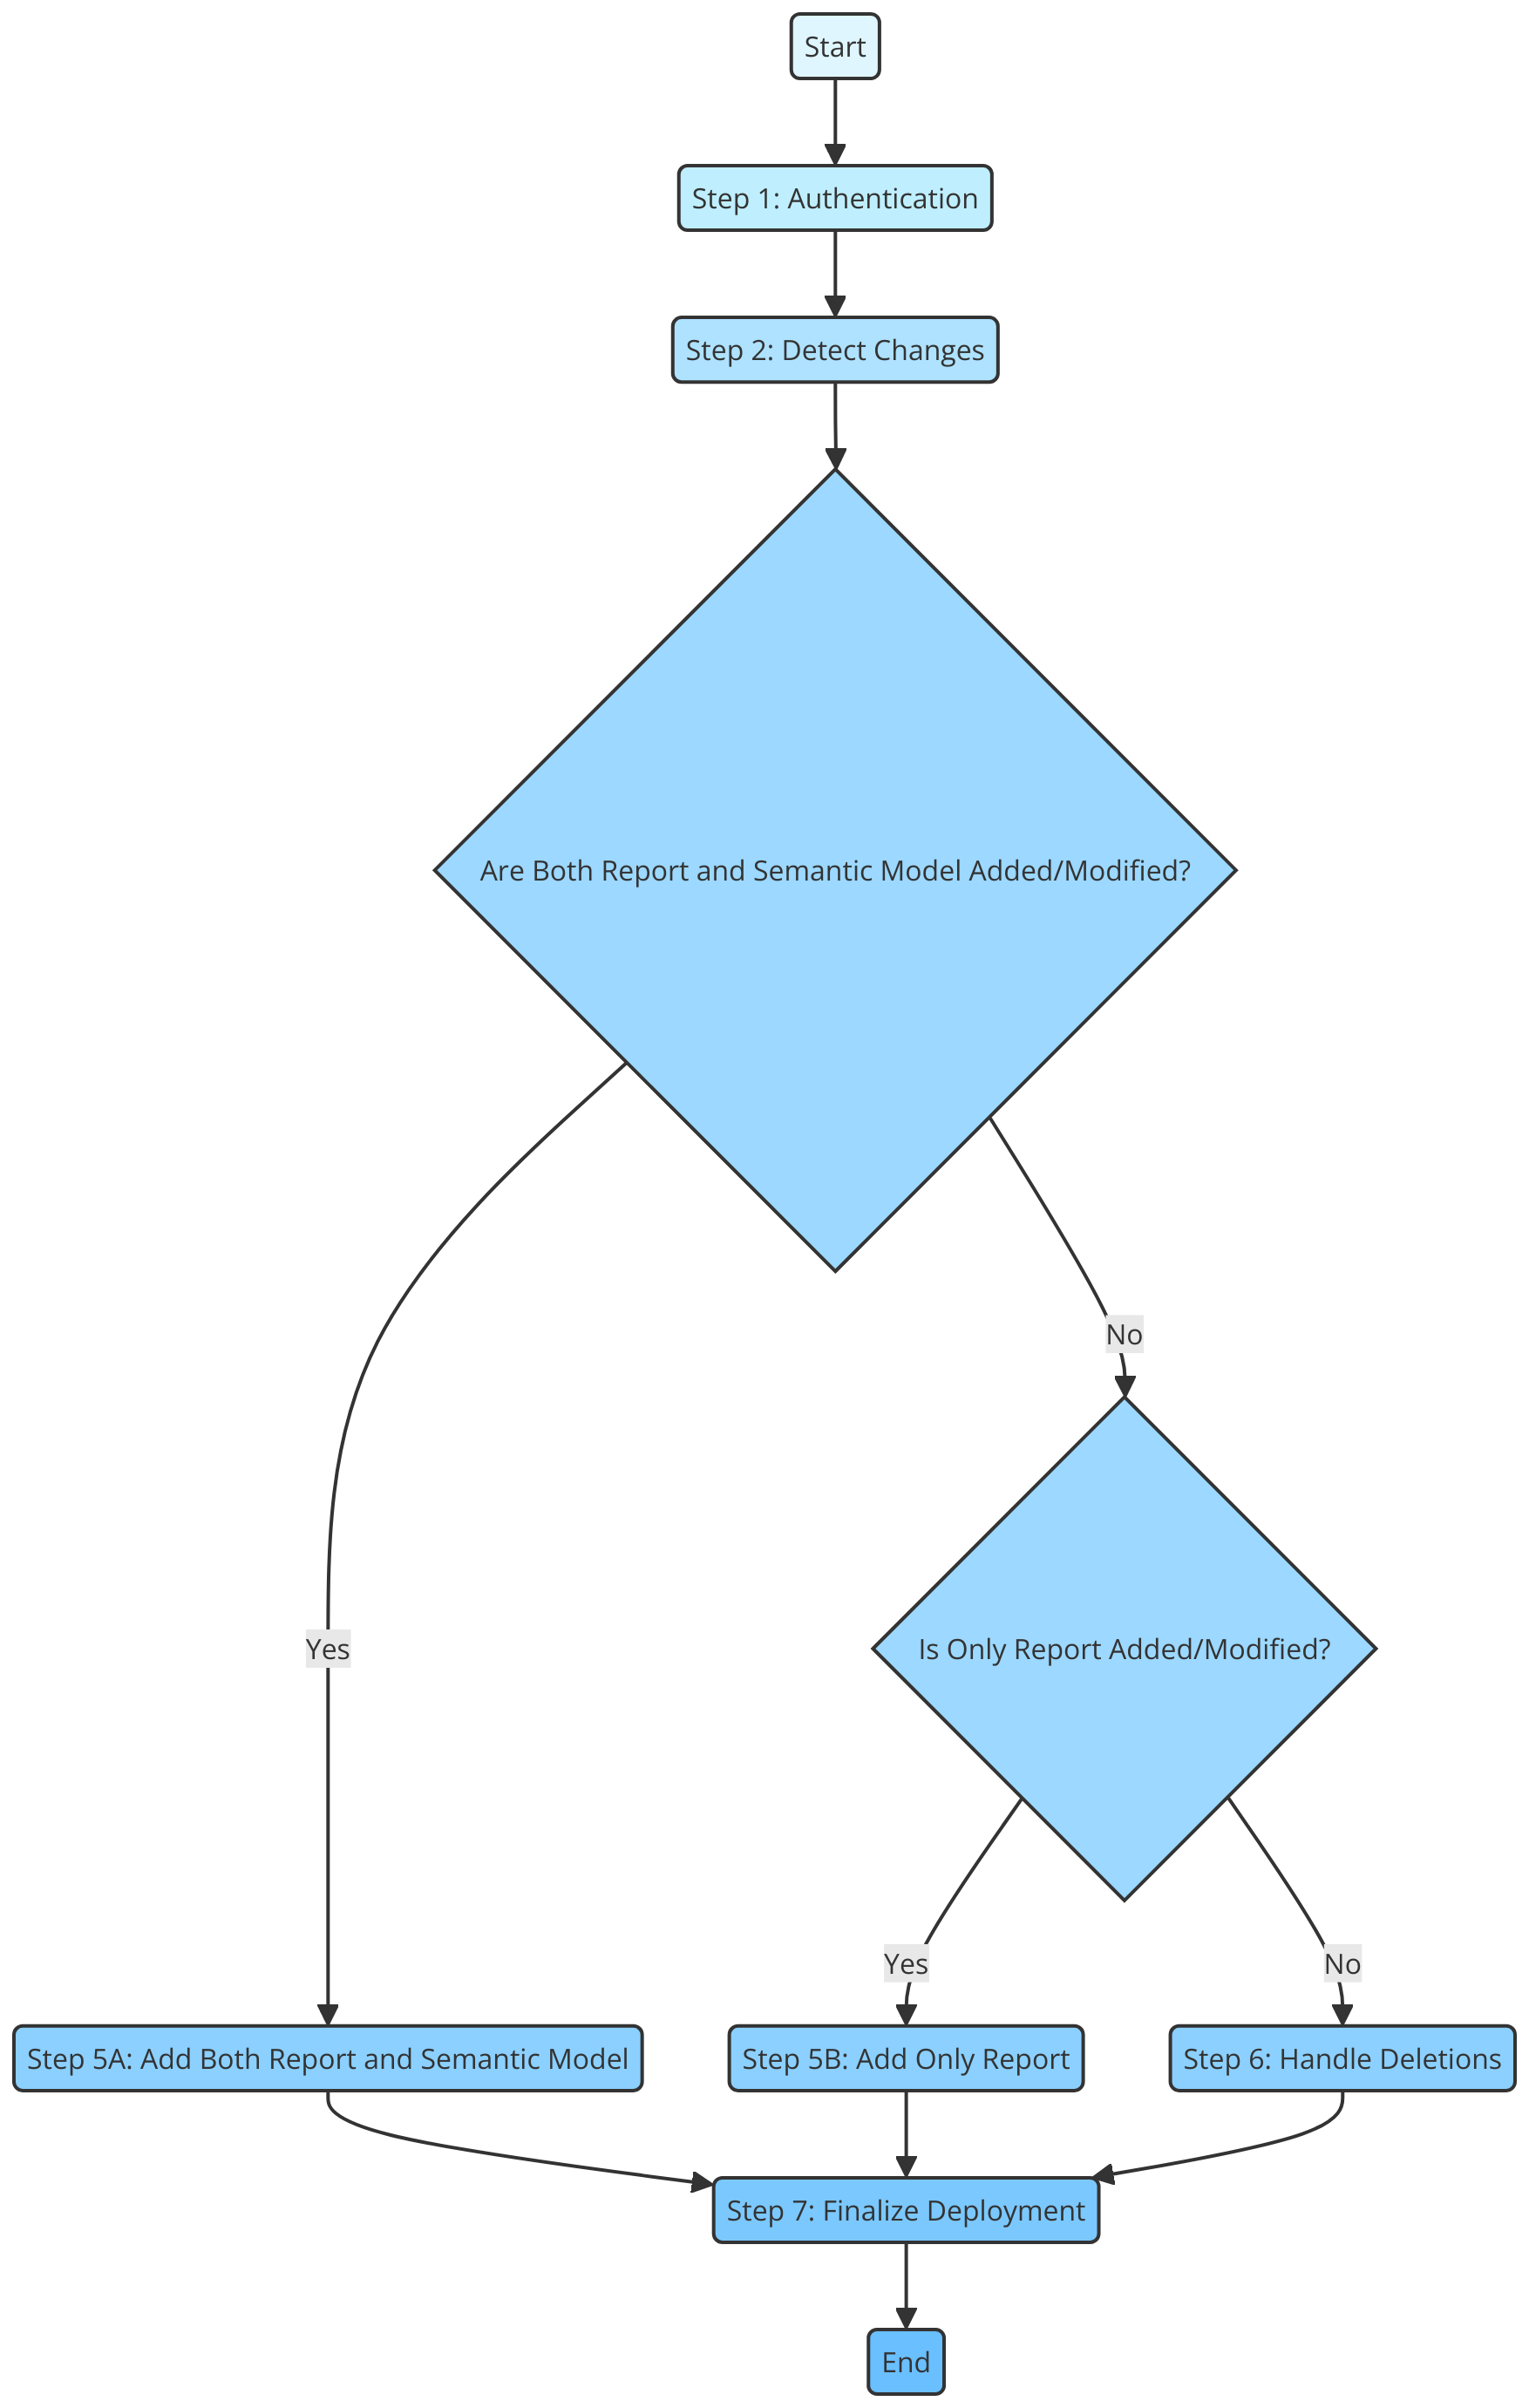 Start
Step 1: Authentication
Step 2: Detect Changes
Are Both Report and Semantic Model Added/Modified?
No
Yes
Is Only Report Added/Modified?
Yes
No
Step 5A: Add Both Report and Semantic Model
Step 5B: Add Only Report
Step 6: Handle Deletions
Step 7: Finalize Deployment
End